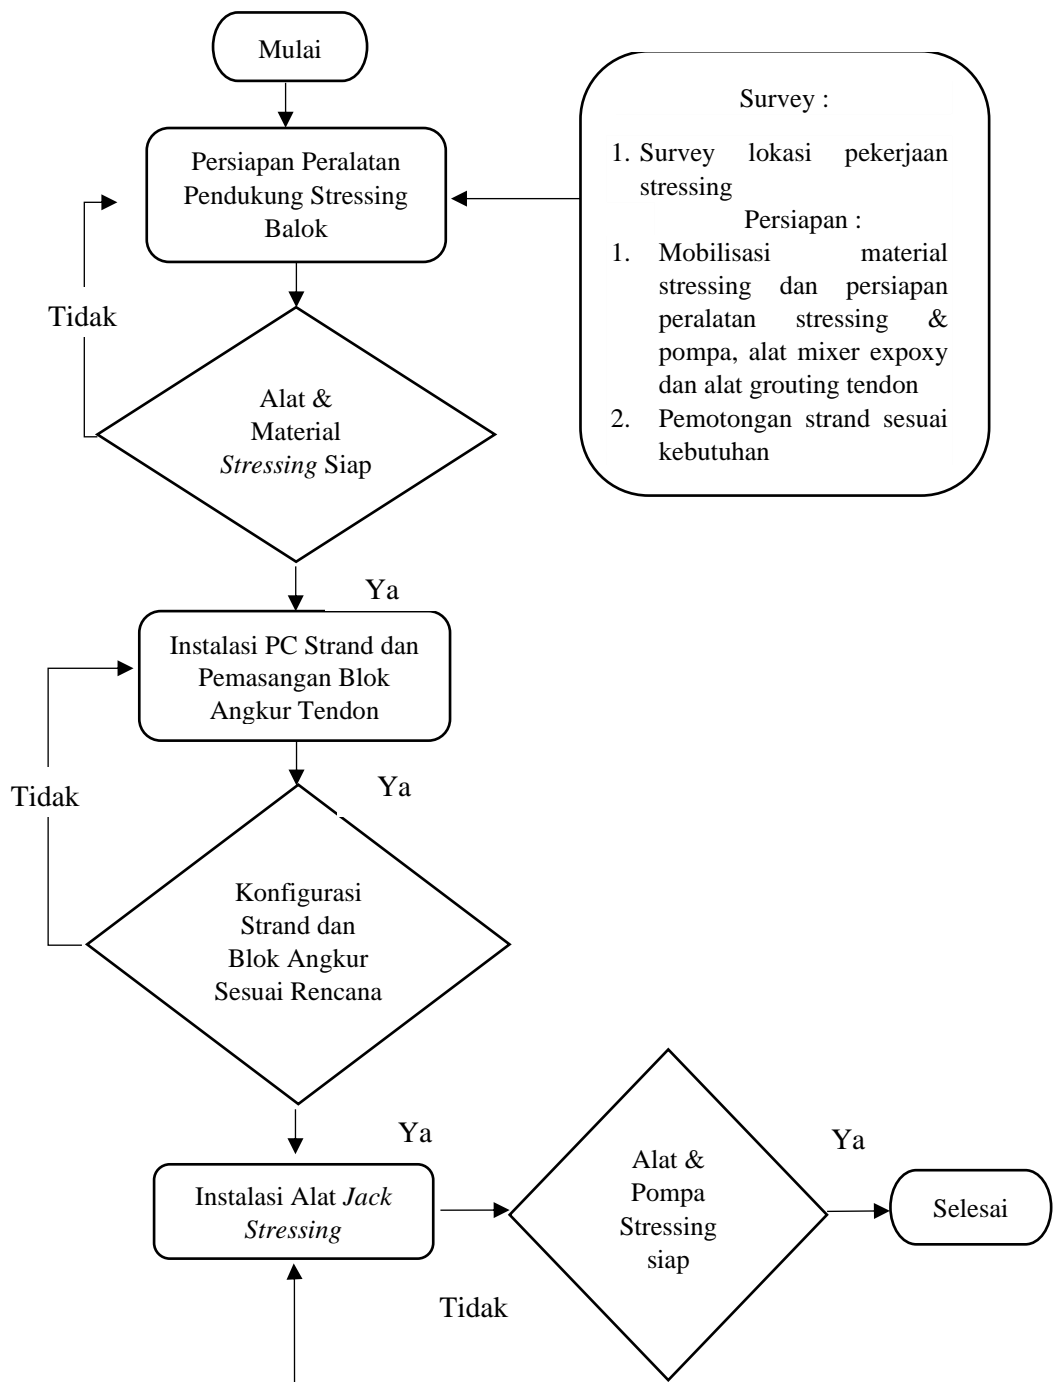 Mulai
Persiapan Peralatan
Pendukung Stressing
Balok
Survey :
1. Survey lokasi pekerjaan
stressing
Persiapan :
1. Mobilisasi material
stressing dan persiapan
peralatan stressing &
pompa, alat mixer expoxy
dan alat grouting tendon
2. Pemotongan strand sesuai
kebutuhan
Tidak
Alat &
Material
Stressing Siap
Ya
Instalasi PC Strand dan
Pemasangan Blok
Angkur Tendon
Tidak
Ya
Konfigurasi
Strand dan
Blok Angkur
Sesuai Rencana
Ya
Instalasi Alat Jack
Stressing
Alat &
Pompa
Stressing
siap
Ya
Selesai
Tidak